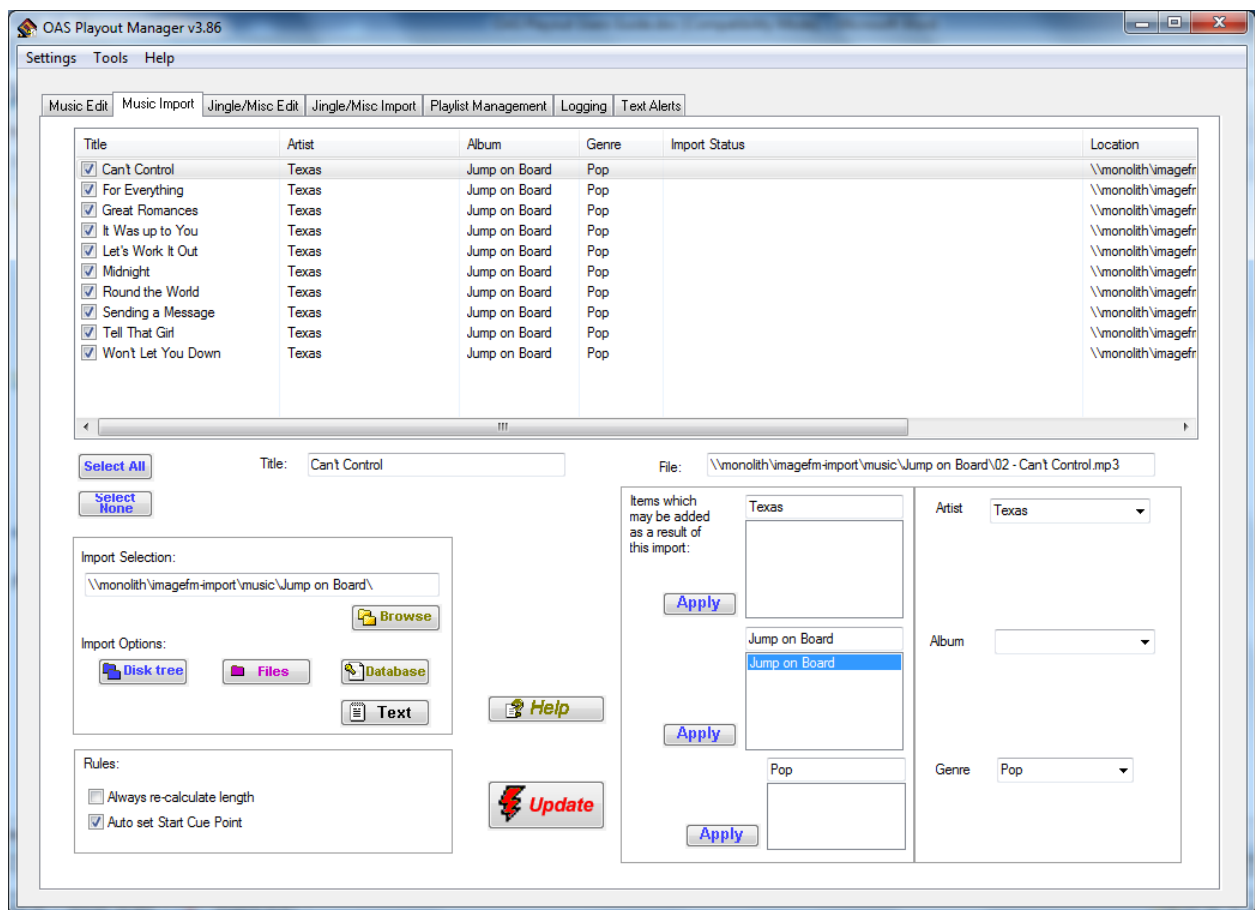 OAS Playout Manager v3.86
Settings Tools Help
Music Edit Music Import Jingle/Misc Edit Jingle/Misc Import Playlist Management Logging Text Alerts
Title Artist Album Genre Import Status Location
Can't Control Texas Jump on Board Pop \\monolith\imagefr
For Everything Texas Jump on Board Pop \\monolith\imagefr
Great Romances Texas Jump on Board Pop \\monolith\imagefr
It Was up to You Texas Jump on Board Pop \\monolith\imagefr
Let's Work It Out Texas Jump on Board Pop \\monolith\imagefr
Midnight Texas Jump on Board Pop \\monolith\imagefr
Round the World Texas Jump on Board Pop \\monolith\imagefr
Sending a Message Texas Jump on Board Pop \\monolith\imagefr
Tell That Girl Texas Jump on Board Pop \\monolith\imagefr
Won't Let You Down Texas Jump on Board Pop \\monolith\imagefr
Select All Title: Can't Control File: \\monolith\imagefm-import\music\Jump on Board\02 - Can't Control.mp3
Select
None
Items which
may be added
as a result of
this import:
Texas
Artist Texas
Apply
Import Selection:
\\monolith\imagefm-import\music\Jump on Board\
Browse
Import Options:
Disk tree Files Database
Text
Jump on Board
Jump on Board
Album
Apply
Help
Rules:
Always re-calculate length
Auto set Start Cue Point
Update
Pop
Genre Pop
Apply